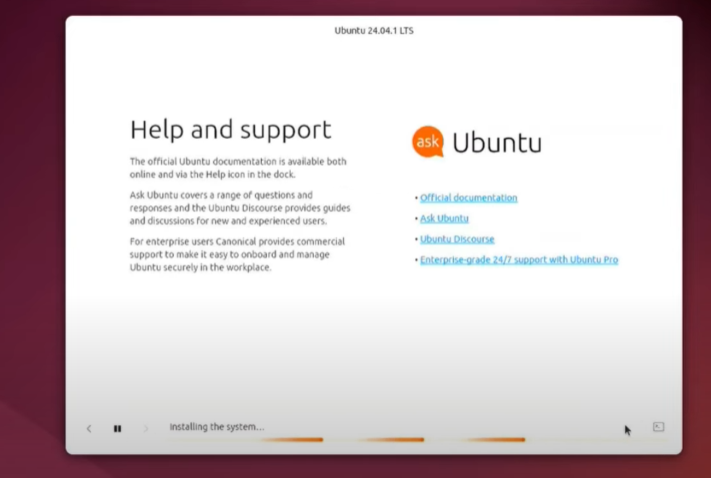 Ubuntu 24.04.1 LTS
Help and support
The official Ubuntu documentation is available both
online and via the Help icon in the dock.
Ask Ubuntu covers a range of questions and
responses and the Ubuntu Discourse provides guides
and discussions for new and experienced users.
For enterprise users Canonical provides commercial
support to make it easy to onboard and manage
Ubuntu securely in the workplace.
ask Ubuntu
• Official documentation
• Ask Ubuntu
• Ubuntu Discourse
• Enterprise-grade 24/7 support with Ubuntu Pro
Installing the system...